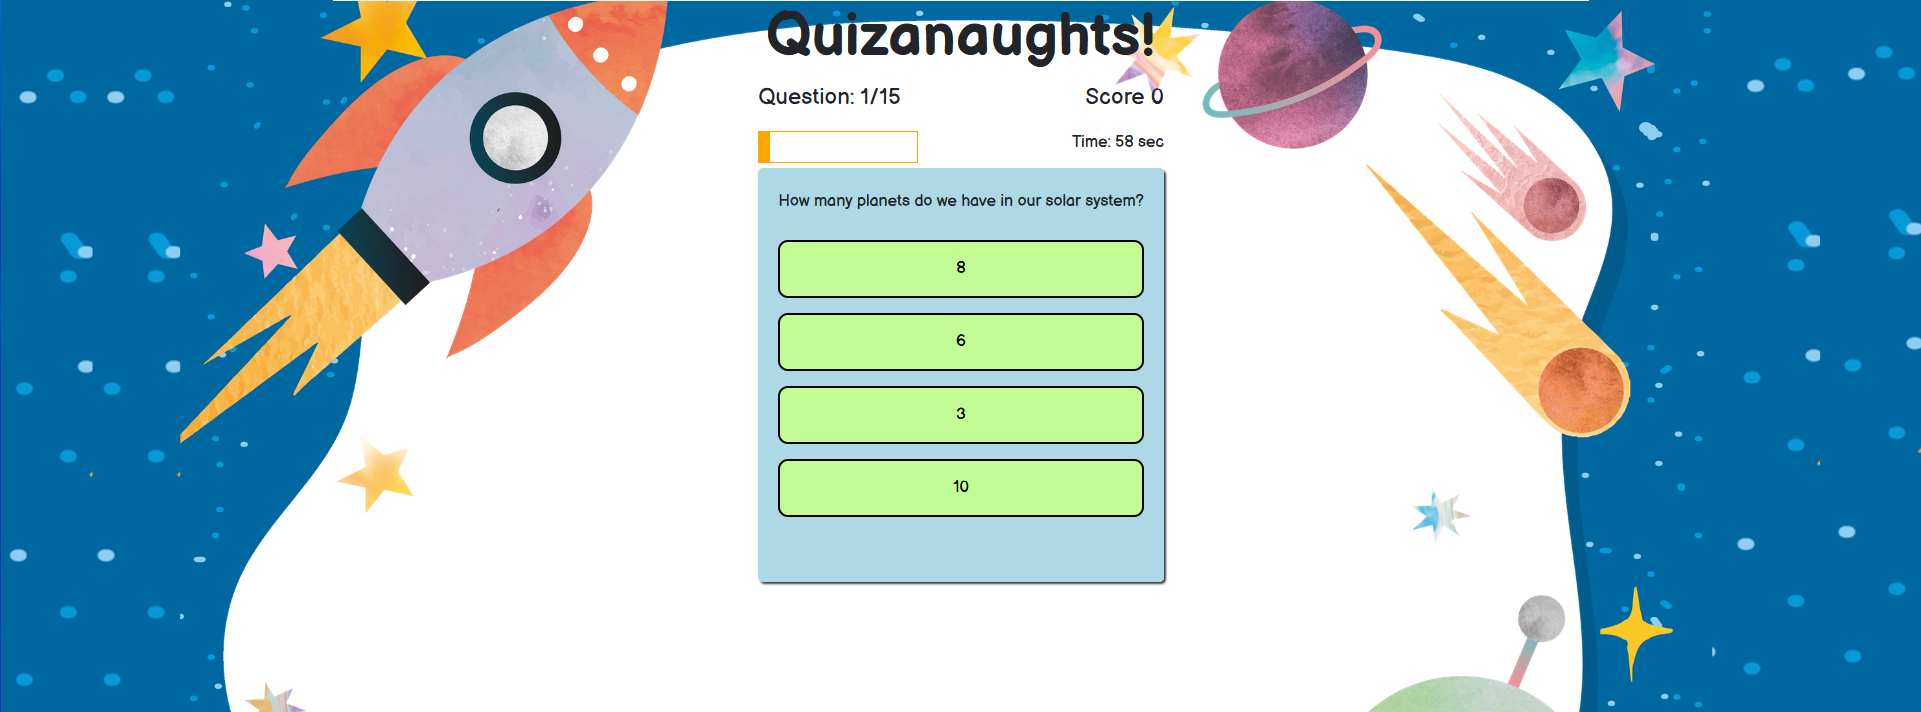 Quizanaughts!
Question: 1/15
Score 0
Time: 58 sec
How many planets do we have in our solar system?
8
6
3
10